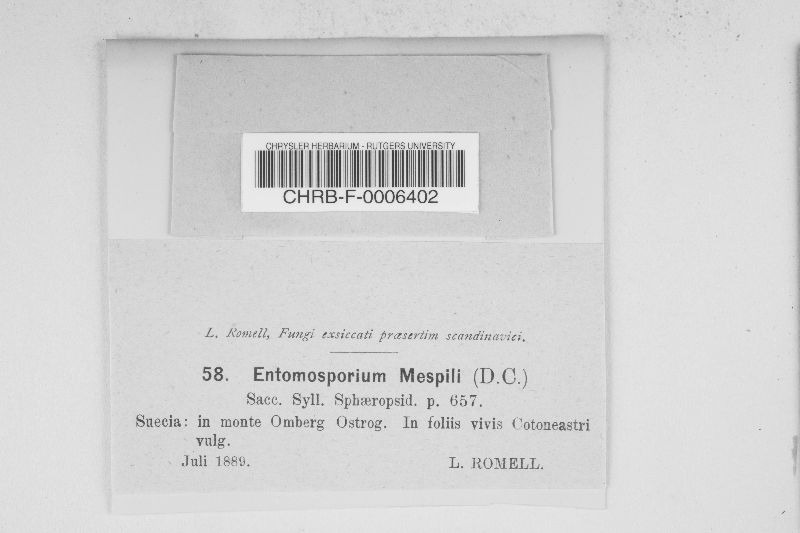 CHRYSLER HERBARIUM - RUTGERS UNIVERSITY
CHRB-F-0006402
L. Romell, Fungi exsiccati præsertim scandinavici.
58. Entomosporium Mespili (D.C.)
Sacc. Syll. Sphæropsid. p. 657.
Suecia: in monte Omberg Ostrog. In foliis vivis Cotoneastri
vulg.
Juli 1889. L. ROMELL.